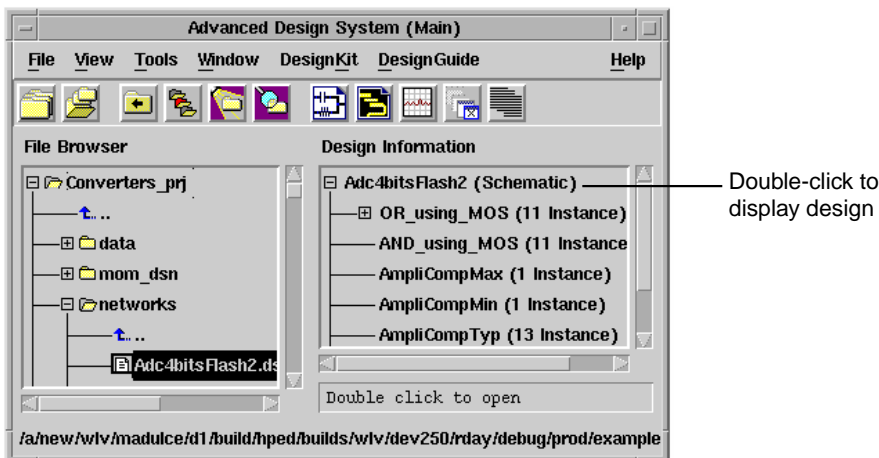 Advanced Design System (Main)
File View Tools Window DesignKit DesignGuide Help
File Browser
Design Information
Converters_prj
..
data
mom_dsn
networks
..
Adc4bitsFlash2.ds
Adc4bitsFlash2 (Schematic)
OR_using_MOS (11 Instance)
AND_using_MOS (11 Instance
AmpliCompMax (1 Instance)
AmpliCompMin (1 Instance)
AmpliCompTyp (13 Instance)
Double click to open
/a/new/wlv/madulce/d1/build/hped/builds/wlv/dev250/rday/debug/prod/example
Double-click to
display design